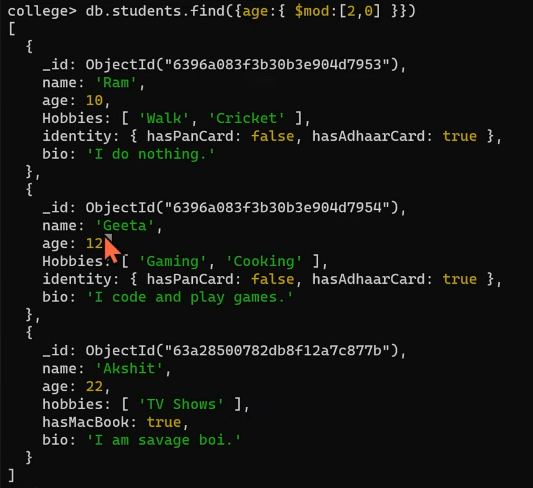 college> db.students.find({age:{ $mod:[2,0] }})
[
  {
    _id: ObjectId("6396a083f3b30b3e904d7953"),
    name: 'Ram',
    age: 10,
    Hobbies: [ 'Walk', 'Cricket' ],
    identity: { hasPanCard: false, hasAdhaarCard: true },
    bio: 'I do nothing.'
  },
  {
    _id: ObjectId("6396a083f3b30b3e904d7954"),
    name: 'Geeta',
    age: 12
    Hobbies: [ 'Gaming', 'Cooking' ],
    identity: { hasPanCard: false, hasAdhaarCard: true },
    bio: 'I code and play games.'
  },
  {
    _id: ObjectId("63a28500782db8f12a7c877b"),
    name: 'Akshit',
    age: 22,
    hobbies: [ 'TV Shows' ],
    hasMacBook: true,
    bio: 'I am savage boi.'
  }
]